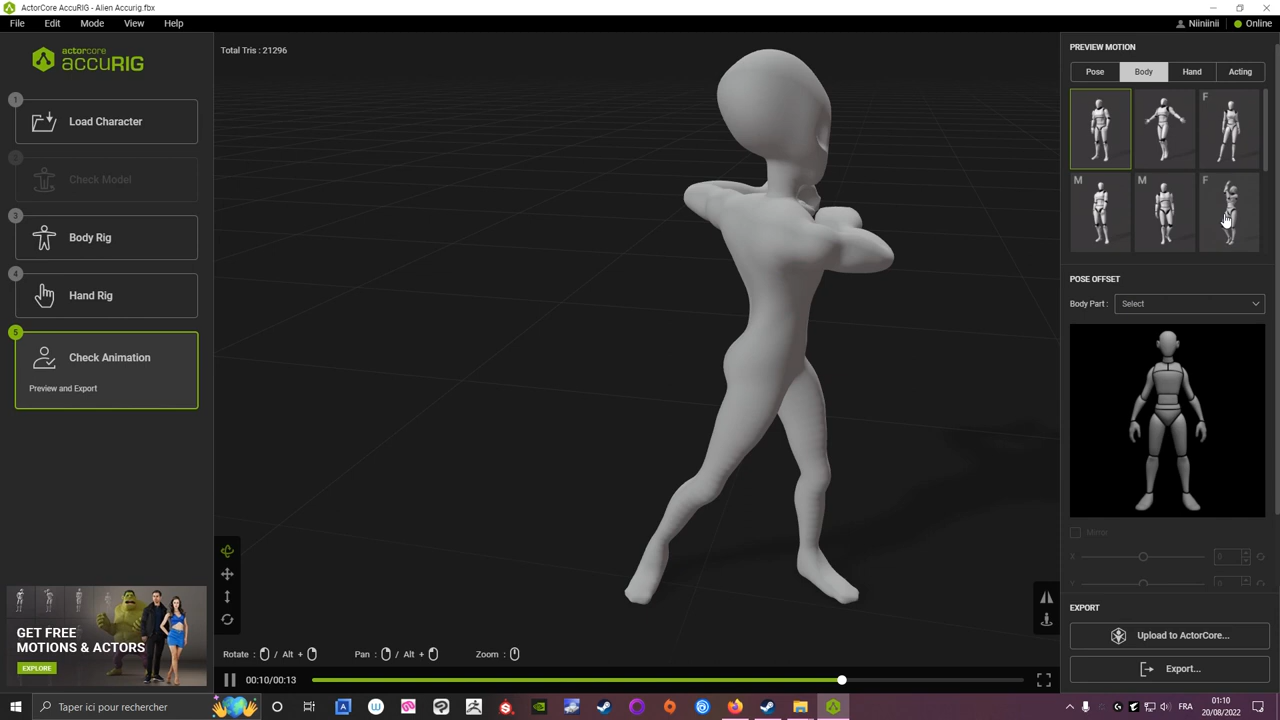 ActorCore AccuRIG - Alien Accurig.fbx
File Edit Mode View Help
Niiniinii Online
actorcore
accuRIG
1
Load Character
2
Check Model
3
Body Rig
4
Hand Rig
5
Check Animation
Preview and Export
GET FREE
MOTIONS & ACTORS
EXPLORE
Total Tris : 21296
Rotate : / Alt + Pan : / Alt + Zoom :
00:10/00:13
PREVIEW MOTION
Pose Body Hand Acting
F
M M F
POSE OFFSET
Body Part : Select
Mirror
X 0
Y 0
EXPORT
Upload to ActorCore...
Export...
Taper ici pour rechercher
FRA
01:10
20/08/2022